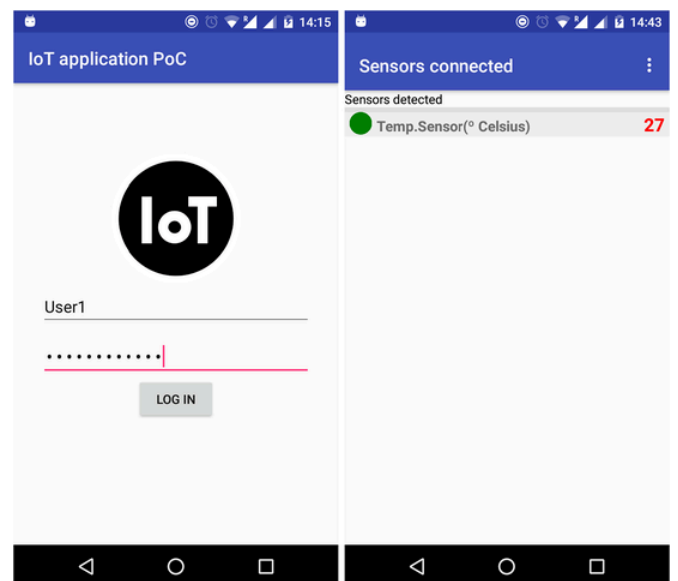 14:15
IoT application PoC
IoT
User1
••••••••••••
LOG IN
R
14:43
Sensors connected
Sensors detected
Temp.Sensor(º Celsius) 27